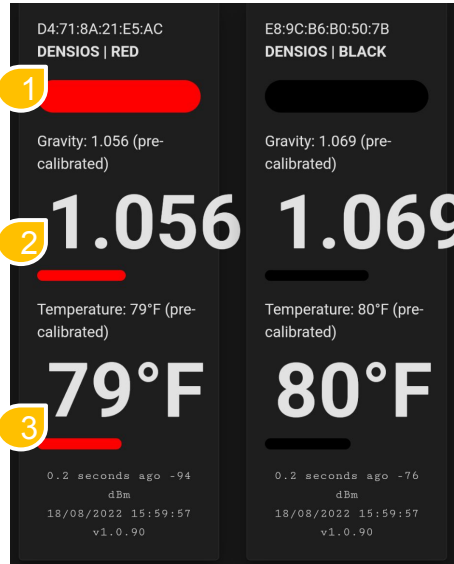 D4:71:8A:21:E5:AC
DENSIOS | RED
1
Gravity: 1.056 (pre-
calibrated)
1.056
2
Temperature: 79°F (pre-
calibrated)
79°F
3
0.2 seconds ago -94
dBm
18/08/2022 15:59:57
v1.0.90
E8:9C:B6:B0:50:7B
DENSIOS | BLACK
Gravity: 1.069 (pre-
calibrated)
1.069
Temperature: 80°F (pre-
calibrated)
80°F
0.2 seconds ago -76
dBm
18/08/2022 15:59:57
v1.0.90